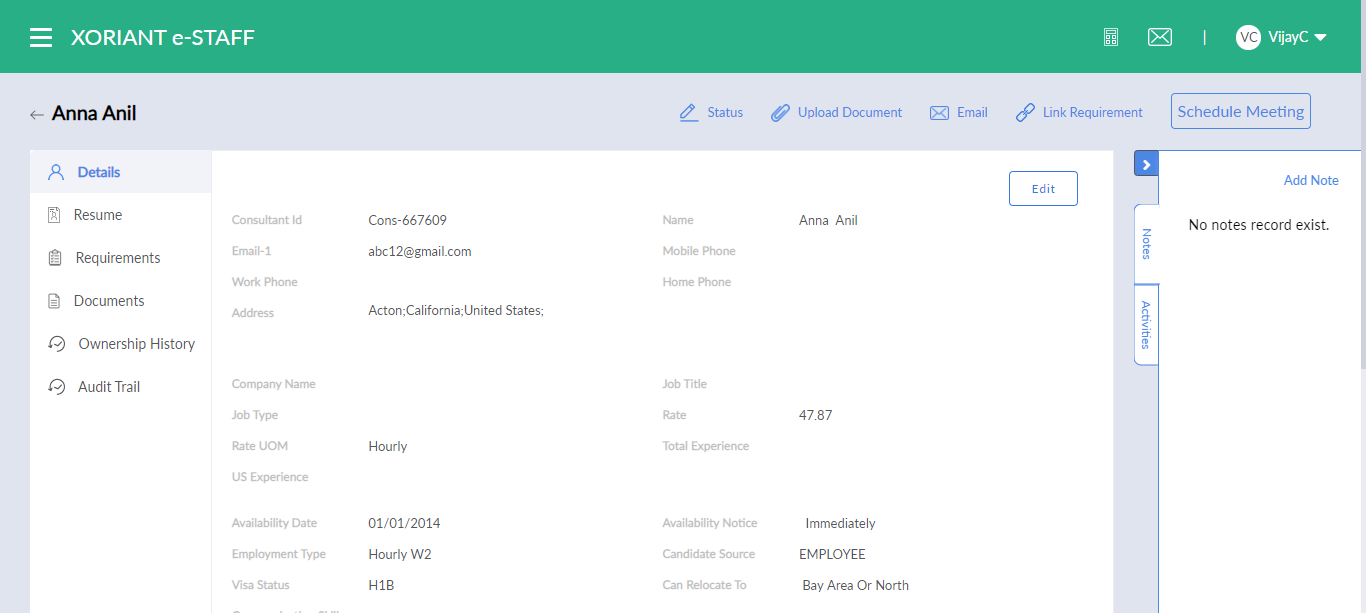 XORIANT e-STAFF
VC VijayC
Anna Anil
Status Upload Document Email Link Requirement Schedule Meeting
Details
Resume
Requirements
Documents
Ownership History
Audit Trail
Edit
Consultant Id Cons-667609 Name Anna Anil
Email-1 abc12@gmail.com Mobile Phone
Work Phone Home Phone
Address Acton;California;United States;
Company Name Job Title
Job Type Rate 47.87
Rate UOM Hourly Total Experience
US Experience
Availability Date 01/01/2014 Availability Notice Immediately
Employment Type Hourly W2 Candidate Source EMPLOYEE
Visa Status H1B Can Relocate To Bay Area Or North
Add Note
No notes record exist.
Notes
Activities